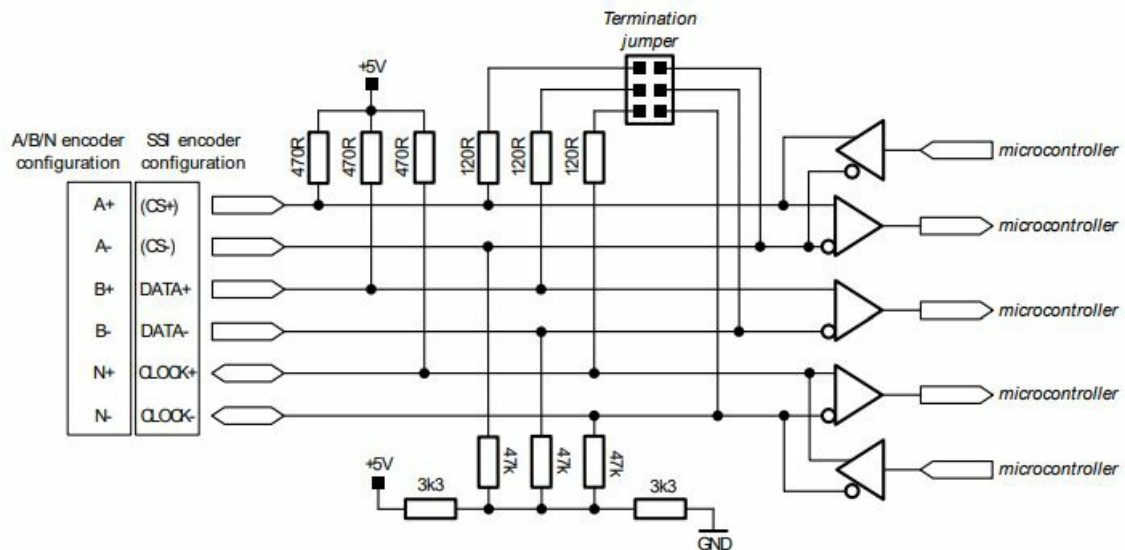 Termination
jumper
+5V
A/B/N encoder
configuration
SSI encoder
configuration
470R
470R
470R
120R
120R
120R
microcontroller
A+
(CS+)
microcontroller
A-
(CS-)
B+
DATA+
microcontroller
B-
DATA-
N+
CLOCK+
microcontroller
N-
CLOCK-
47k
47k
47k
+5V
3k3
3k3
microcontroller
GND